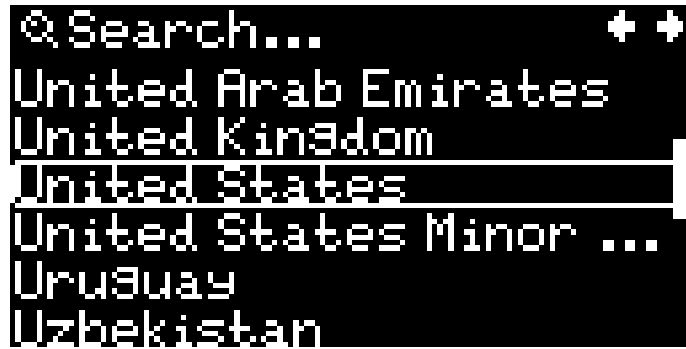 Search...
United Arab Emirates
United Kingdom
United States
United States Minor ...
Uruguay
Uzbekistan